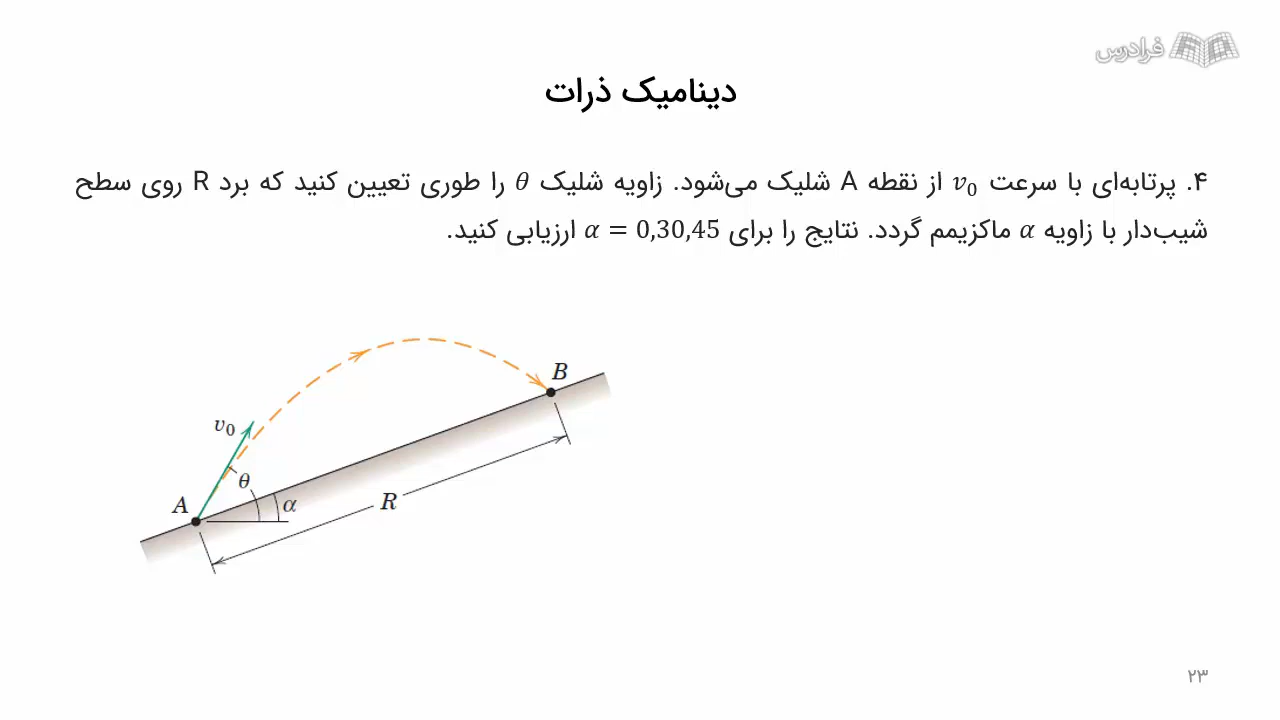 فرادرس
دینامیک ذرات
۴. پرتابه‌ای با سرعت v₀ از نقطه A شلیک می‌شود. زاویه شلیک θ را طوری تعیین کنید که برد R روی سطح
شیب‌دار با زاویه α ماکزیمم گردد. نتایج را برای α = 0,30,45 ارزیابی کنید.
B
v₀
θ
A
α
R
۲۳